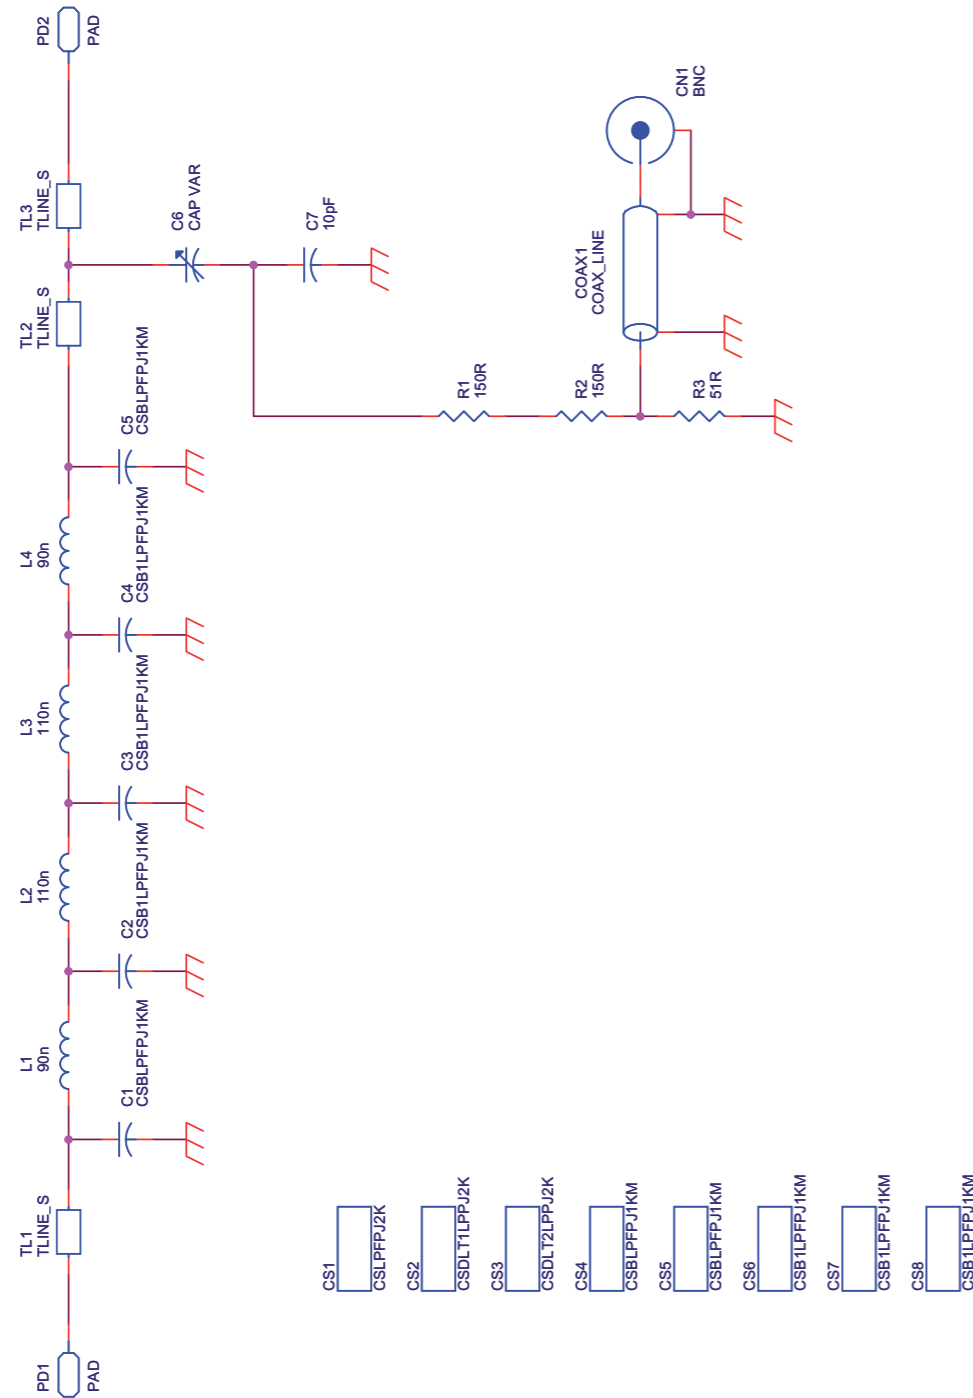 PD1
PAD
TL1
TLINE_S
C1
CSBLPFPJ1KM
L1
90n
C2
CSB1LPFPJ1KM
L2
110n
C3
CSB1LPFPJ1KM
L3
110n
C4
CSB1LPFPJ1KM
L4
90n
C5
CSBLPFPJ1KM
TL2
TLINE_S
TL3
TLINE_S
PD2
PAD
C6
CAP VAR
C7
10pF
R1
150R
R2
150R
R3
51R
COAX1
COAX_LINE
CN1
BNC
CS1
CSLPFPJ2K
CS2
CSDLT1LPPJ2K
CS3
CSDLT2LPPJ2K
CS4
CSBLPFPJ1KM
CS5
CSBLPFPJ1KM
CS6
CSB1LPFPJ1KM
CS7
CSB1LPFPJ1KM
CS8
CSB1LPFPJ1KM